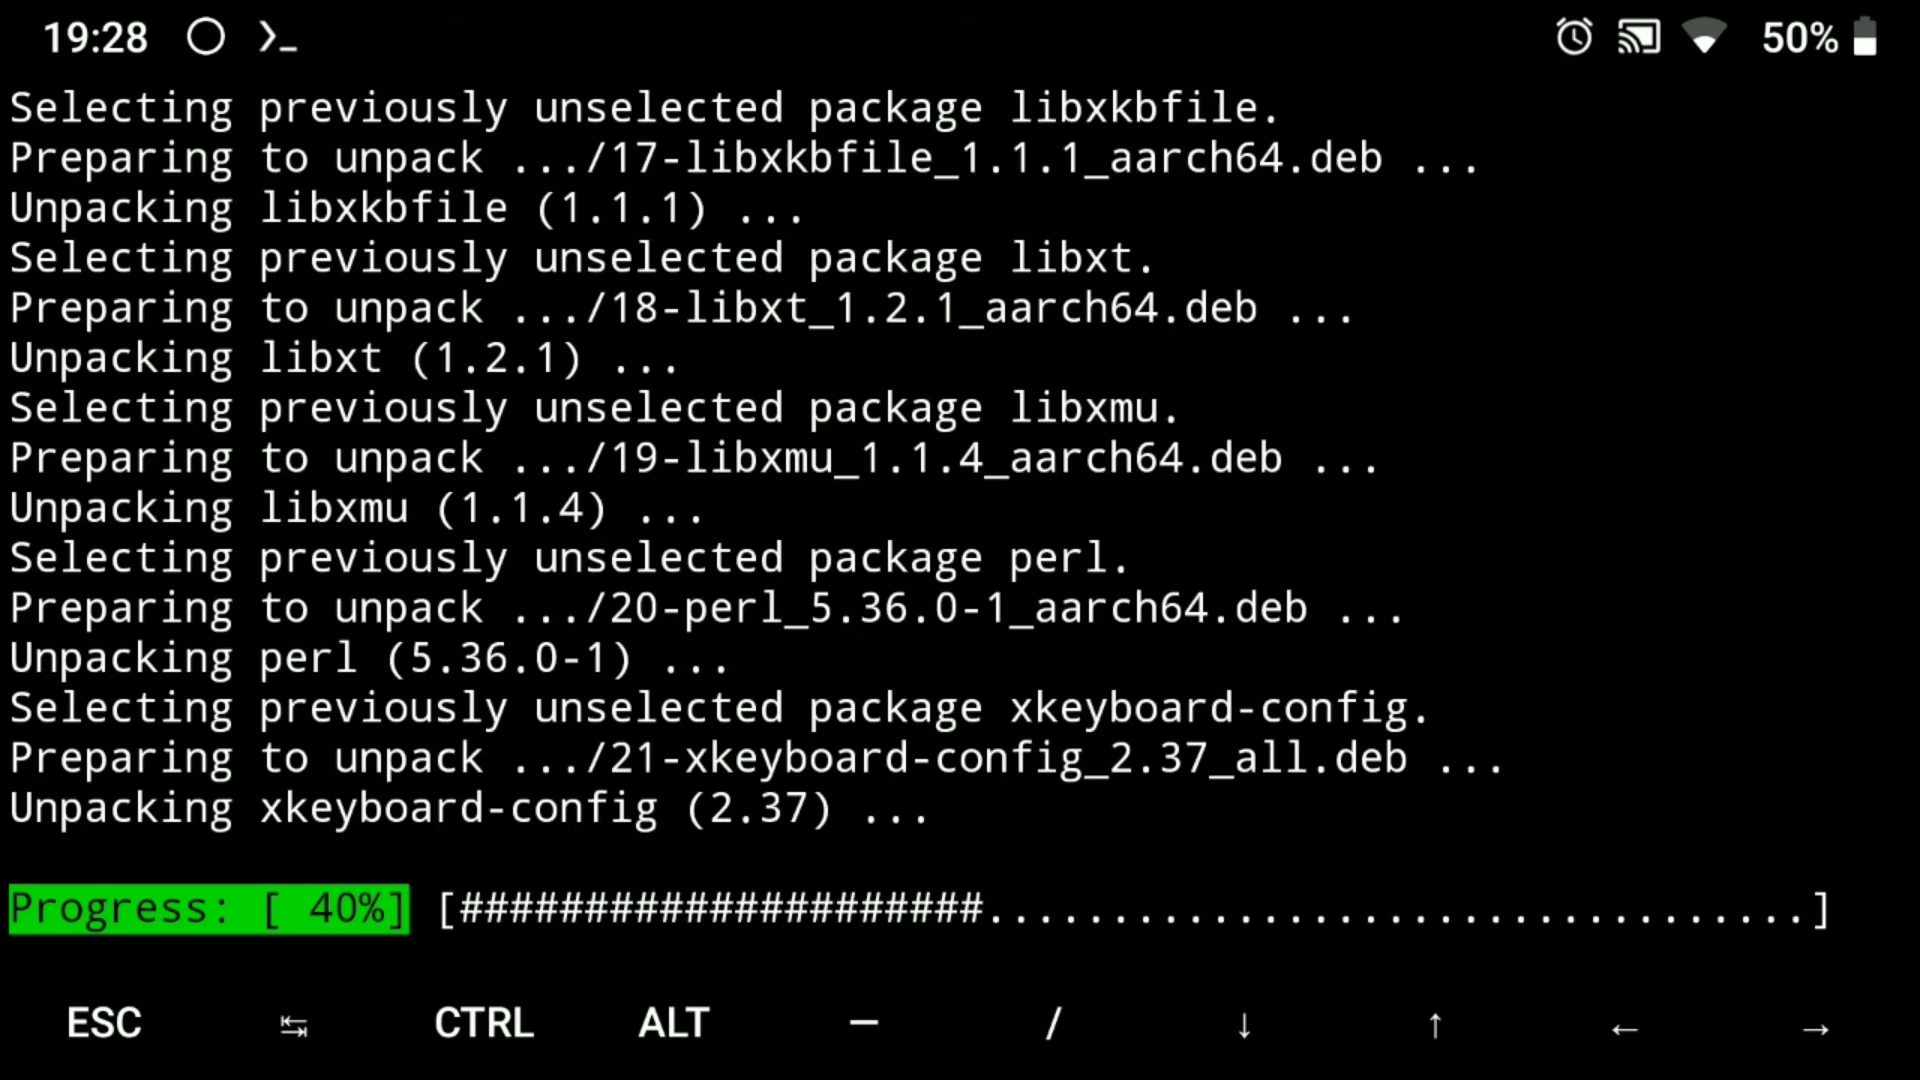 19:28 50%
Selecting previously unselected package libxkbfile.
Preparing to unpack .../17-libxkbfile_1.1.1_aarch64.deb ...
Unpacking libxkbfile (1.1.1) ...
Selecting previously unselected package libxt.
Preparing to unpack .../18-libxt_1.2.1_aarch64.deb ...
Unpacking libxt (1.2.1) ...
Selecting previously unselected package libxmu.
Preparing to unpack .../19-libxmu_1.1.4_aarch64.deb ...
Unpacking libxmu (1.1.4) ...
Selecting previously unselected package perl.
Preparing to unpack .../20-perl_5.36.0-1_aarch64.deb ...
Unpacking perl (5.36.0-1) ...
Selecting previously unselected package xkeyboard-config.
Preparing to unpack .../21-xkeyboard-config_2.37_all.deb ...
Unpacking xkeyboard-config (2.37) ...
Progress: [ 40%] [#####################.................................]
ESC ↹ CTRL ALT — / ↓ ↑ ← →